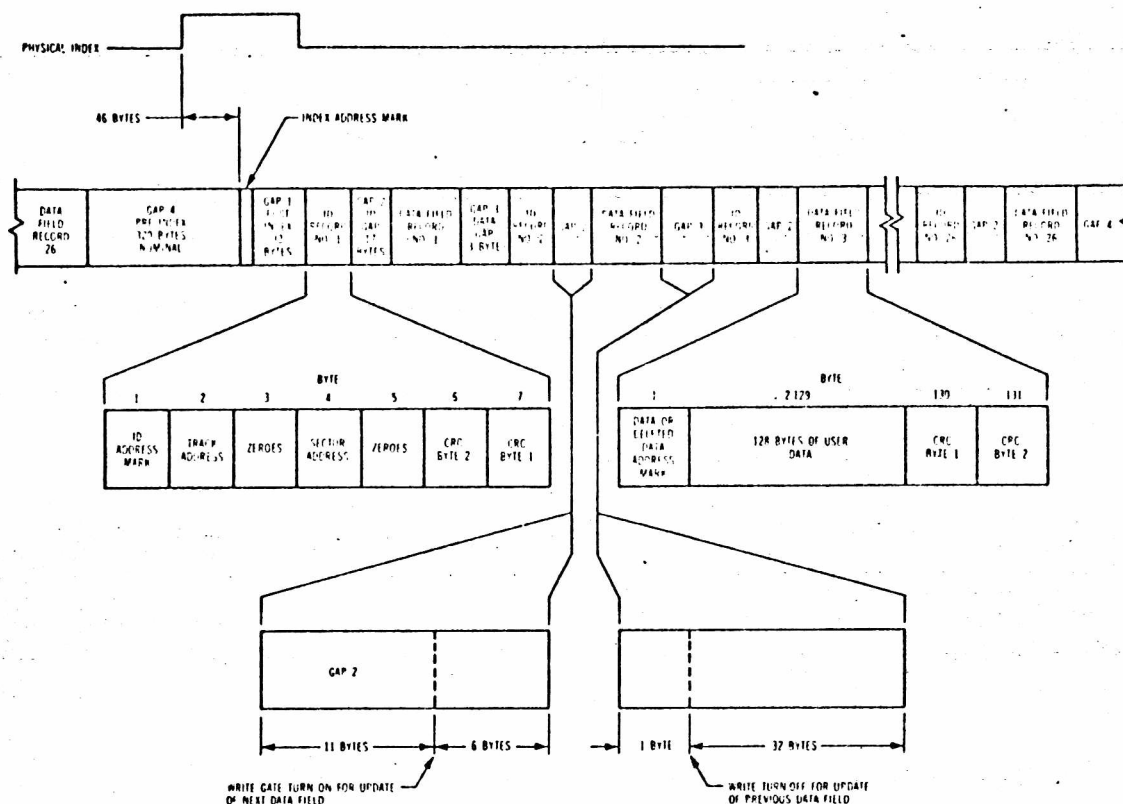 PHYSICAL INDEX
46 BYTES
INDEX ADDRESS MARK
DATA
FIELD
RECORD
26
GAP 4
PRE INDEX
320 BYTES
NOMINAL
GAP 1
INDEX
BYTES
ID
RECORD
NO. 1
GAP 2
ID
GAP
17
BYTES
DATA FIELD
RECORD
NO. 1
GAP 3
DATA
GAP
BYTE
ID
RECORD
NO. 2
GAP 2
DATA FIELD
RECORD
NO. 2
GAP 3
ID
RECORD
NO. 3
GAP 2
DATA FIELD
RECORD
NO. 3
ID
RECORD
NO. 26
GAP 2
DATA FIELD
RECORD
NO. 26
GAP 4
BYTE
1 2 3 4 5 6 7
ID
ADDRESS
MARK
TRACK
ADDRESS
ZEROES
SECTOR
ADDRESS
ZEROES
CRC
BYTE 2
CRC
BYTE 1
BYTE
1 2-129 130 131
DATA OR
DELETED
DATA
ADDRESS
MARK
128 BYTES OF USER
DATA
CRC
BYTE 1
CRC
BYTE 2
GAP 2
11 BYTES
6 BYTES
1 BYTE
32 BYTES
WRITE GATE TURN ON FOR UPDATE
OF NEXT DATA FIELD
WRITE TURN OFF FOR UPDATE
OF PREVIOUS DATA FIELD